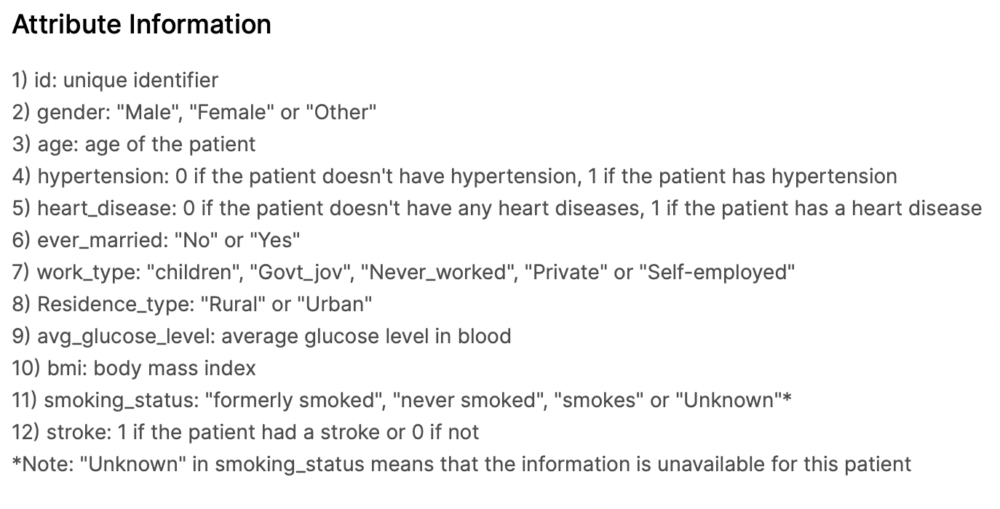 Attribute Information
1) id: unique identifier
2) gender: "Male", "Female" or "Other"
3) age: age of the patient
4) hypertension: 0 if the patient doesn't have hypertension, 1 if the patient has hypertension
5) heart_disease: 0 if the patient doesn't have any heart diseases, 1 if the patient has a heart disease
6) ever_married: "No" or "Yes"
7) work_type: "children", "Govt_jov", "Never_worked", "Private" or "Self-employed"
8) Residence_type: "Rural" or "Urban"
9) avg_glucose_level: average glucose level in blood
10) bmi: body mass index
11) smoking_status: "formerly smoked", "never smoked", "smokes" or "Unknown"*
12) stroke: 1 if the patient had a stroke or 0 if not
*Note: "Unknown" in smoking_status means that the information is unavailable for this patient